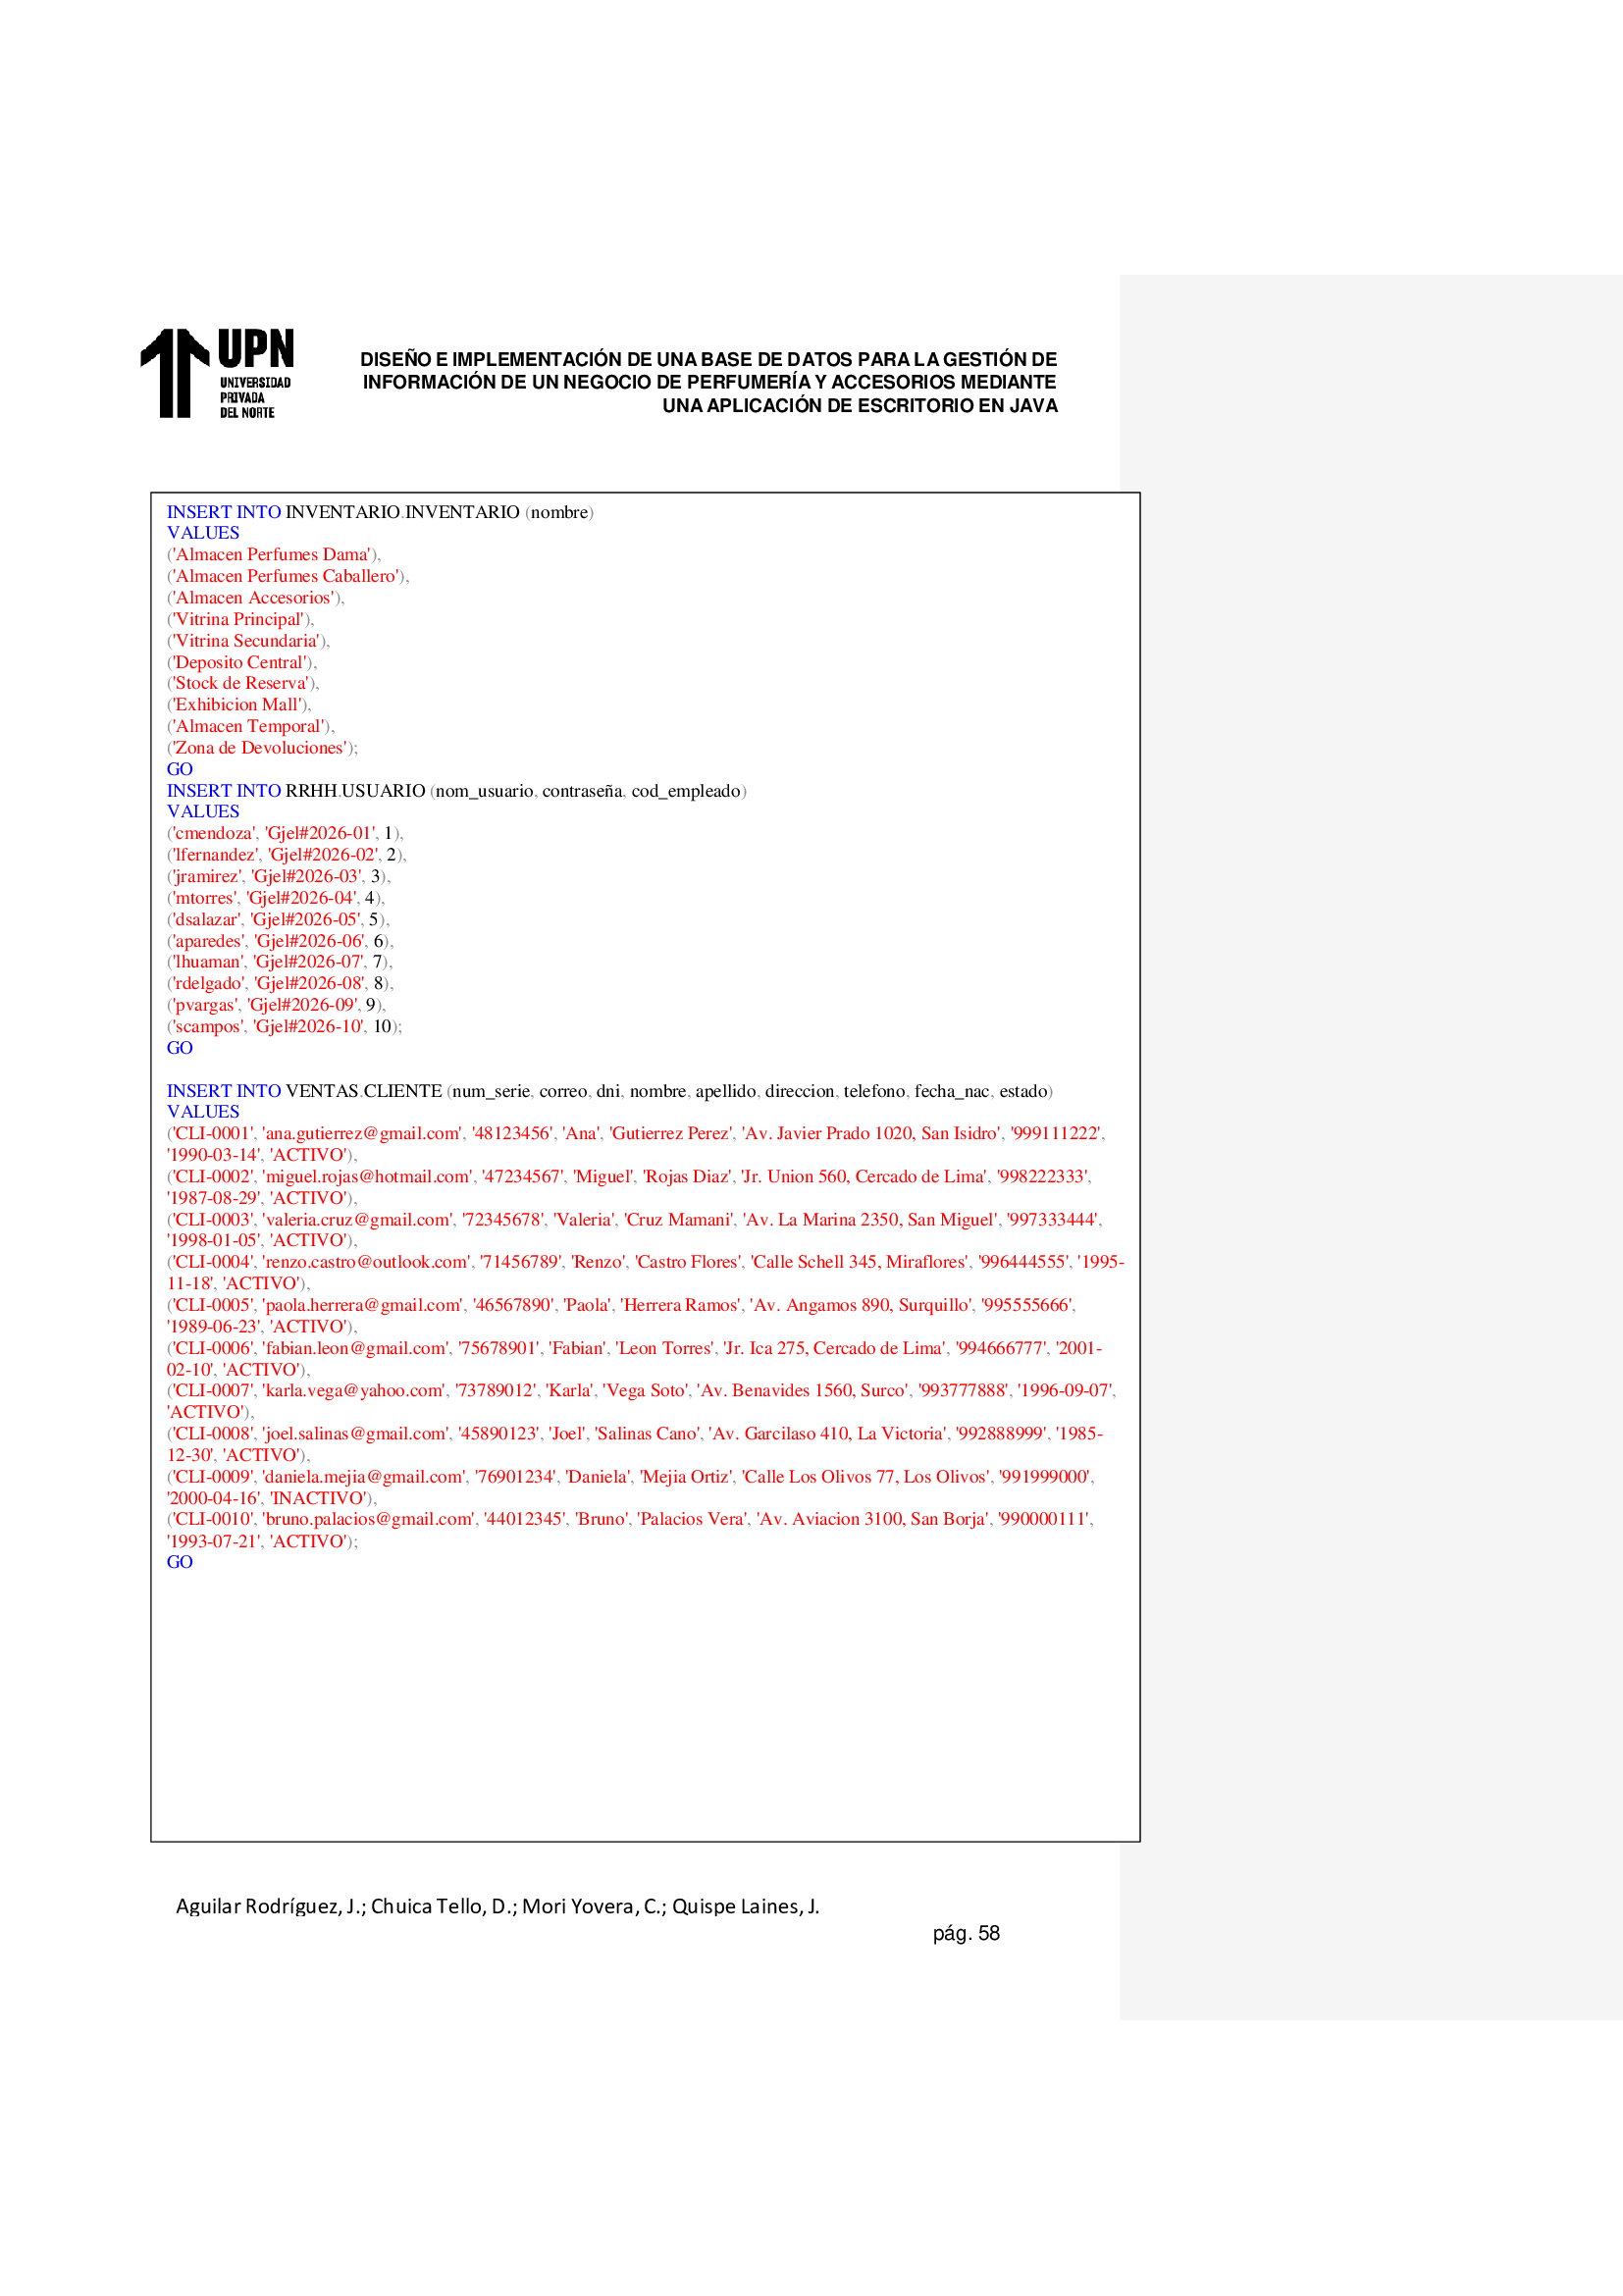 UPN
UNIVERSIDAD
PRIVADA
DEL NORTE
DISEÑO E IMPLEMENTACIÓN DE UNA BASE DE DATOS PARA LA GESTIÓN DE
INFORMACIÓN DE UN NEGOCIO DE PERFUMERÍA Y ACCESORIOS MEDIANTE
UNA APLICACIÓN DE ESCRITORIO EN JAVA
INSERT INTO INVENTARIO.INVENTARIO (nombre)
VALUES
('Almacen Perfumes Dama'),
('Almacen Perfumes Caballero'),
('Almacen Accesorios'),
('Vitrina Principal'),
('Vitrina Secundaria'),
('Deposito Central'),
('Stock de Reserva'),
('Exhibicion Mall'),
('Almacen Temporal'),
('Zona de Devoluciones');
GO
INSERT INTO RRHH.USUARIO (nom_usuario, contraseña, cod_empleado)
VALUES
('cmendoza', 'Gjel#2026-01', 1),
('lfernandez', 'Gjel#2026-02', 2),
('jramirez', 'Gjel#2026-03', 3),
('mtorres', 'Gjel#2026-04', 4),
('dsalazar', 'Gjel#2026-05', 5),
('aparedes', 'Gjel#2026-06', 6),
('lhuaman', 'Gjel#2026-07', 7),
('rdelgado', 'Gjel#2026-08', 8),
('pvargas', 'Gjel#2026-09', 9),
('scampos', 'Gjel#2026-10', 10);
GO
INSERT INTO VENTAS.CLIENTE (num_serie, correo, dni, nombre, apellido, direccion, telefono, fecha_nac, estado)
VALUES
('CLI-0001', 'ana.gutierrez@gmail.com', '48123456', 'Ana', 'Gutierrez Perez', 'Av. Javier Prado 1020, San Isidro', '999111222',
'1990-03-14', 'ACTIVO'),
('CLI-0002', 'miguel.rojas@hotmail.com', '47234567', 'Miguel', 'Rojas Diaz', 'Jr. Union 560, Cercado de Lima', '998222333',
'1987-08-29', 'ACTIVO'),
('CLI-0003', 'valeria.cruz@gmail.com', '72345678', 'Valeria', 'Cruz Mamani', 'Av. La Marina 2350, San Miguel', '997333444',
'1998-01-05', 'ACTIVO'),
('CLI-0004', 'renzo.castro@outlook.com', '71456789', 'Renzo', 'Castro Flores', 'Calle Schell 345, Miraflores', '996444555', '1995-
11-18', 'ACTIVO'),
('CLI-0005', 'paola.herrera@gmail.com', '46567890', 'Paola', 'Herrera Ramos', 'Av. Angamos 890, Surquillo', '995555666',
'1989-06-23', 'ACTIVO'),
('CLI-0006', 'fabian.leon@gmail.com', '75678901', 'Fabian', 'Leon Torres', 'Jr. Ica 275, Cercado de Lima', '994666777', '2001-
02-10', 'ACTIVO'),
('CLI-0007', 'karla.vega@yahoo.com', '73789012', 'Karla', 'Vega Soto', 'Av. Benavides 1560, Surco', '993777888', '1996-09-07',
'ACTIVO'),
('CLI-0008', 'joel.salinas@gmail.com', '45890123', 'Joel', 'Salinas Cano', 'Av. Garcilaso 410, La Victoria', '992888999', '1985-
12-30', 'ACTIVO'),
('CLI-0009', 'daniela.mejia@gmail.com', '76901234', 'Daniela', 'Mejia Ortiz', 'Calle Los Olivos 77, Los Olivos', '991999000',
'2000-04-16', 'INACTIVO'),
('CLI-0010', 'bruno.palacios@gmail.com', '44012345', 'Bruno', 'Palacios Vera', 'Av. Aviacion 3100, San Borja', '990000111',
'1993-07-21', 'ACTIVO');
GO
Aguilar Rodríguez, J.; Chuica Tello, D.; Mori Yovera, C.; Quispe Laines, J.
pág. 58